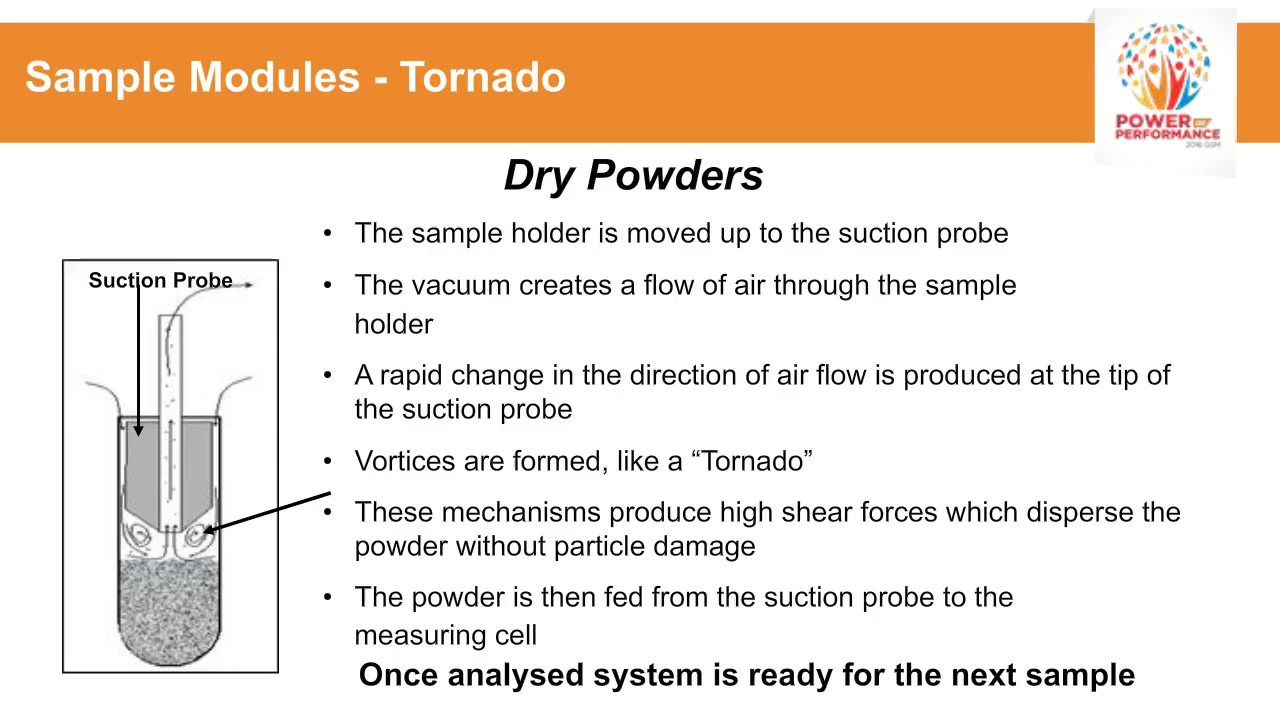 Sample Modules - Tornado
POWER
PERFORMANCE
2016 GSM
Dry Powders
• The sample holder is moved up to the suction probe
Suction Probe
• The vacuum creates a flow of air through the sample
holder
• A rapid change in the direction of air flow is produced at the tip of
the suction probe
• Vortices are formed, like a “Tornado”
• These mechanisms produce high shear forces which disperse the
powder without particle damage
• The powder is then fed from the suction probe to the
measuring cell
Once analysed system is ready for the next sample